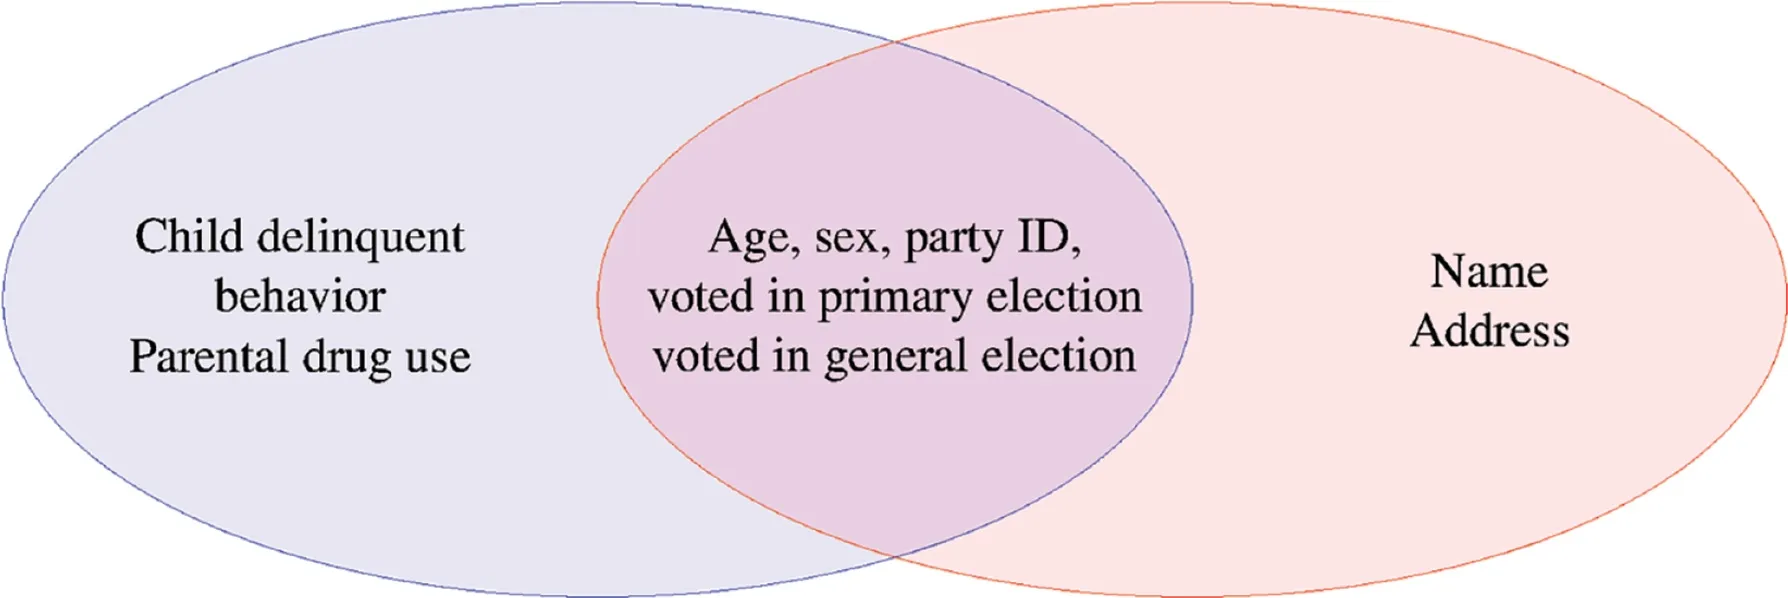 Child delinquent
behavior
Parental drug use
Age, sex, party ID,
voted in primary election
voted in general election
Name
Address